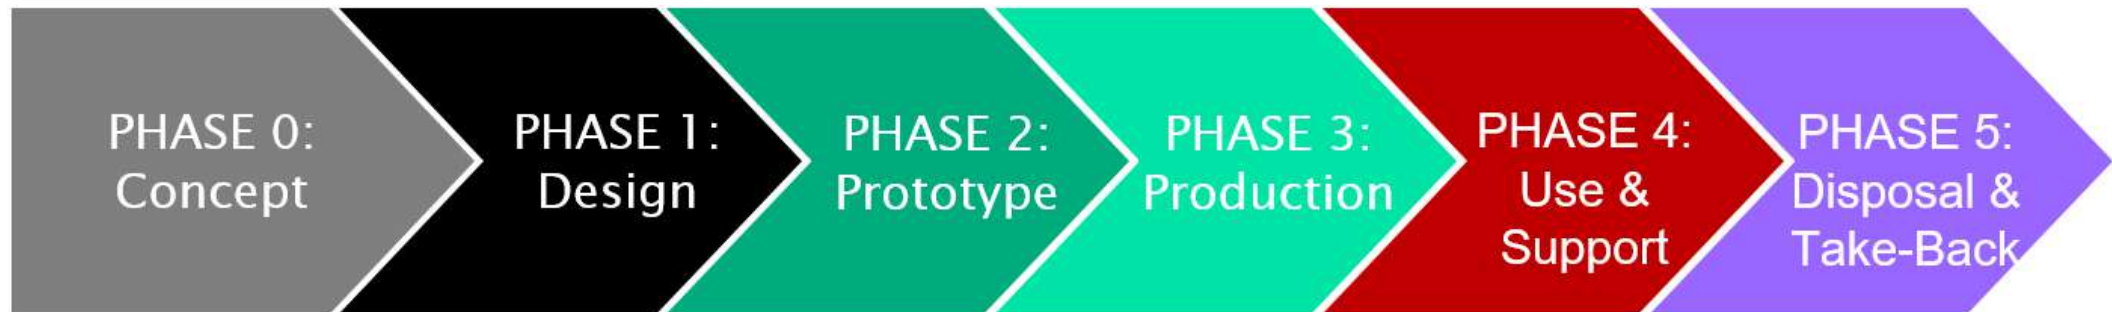 PHASE 0:
Concept
PHASE 1:
Design
PHASE 2:
Prototype
PHASE 3:
Production
PHASE 4:
Use &
Support
PHASE 5:
Disposal &
Take-Back